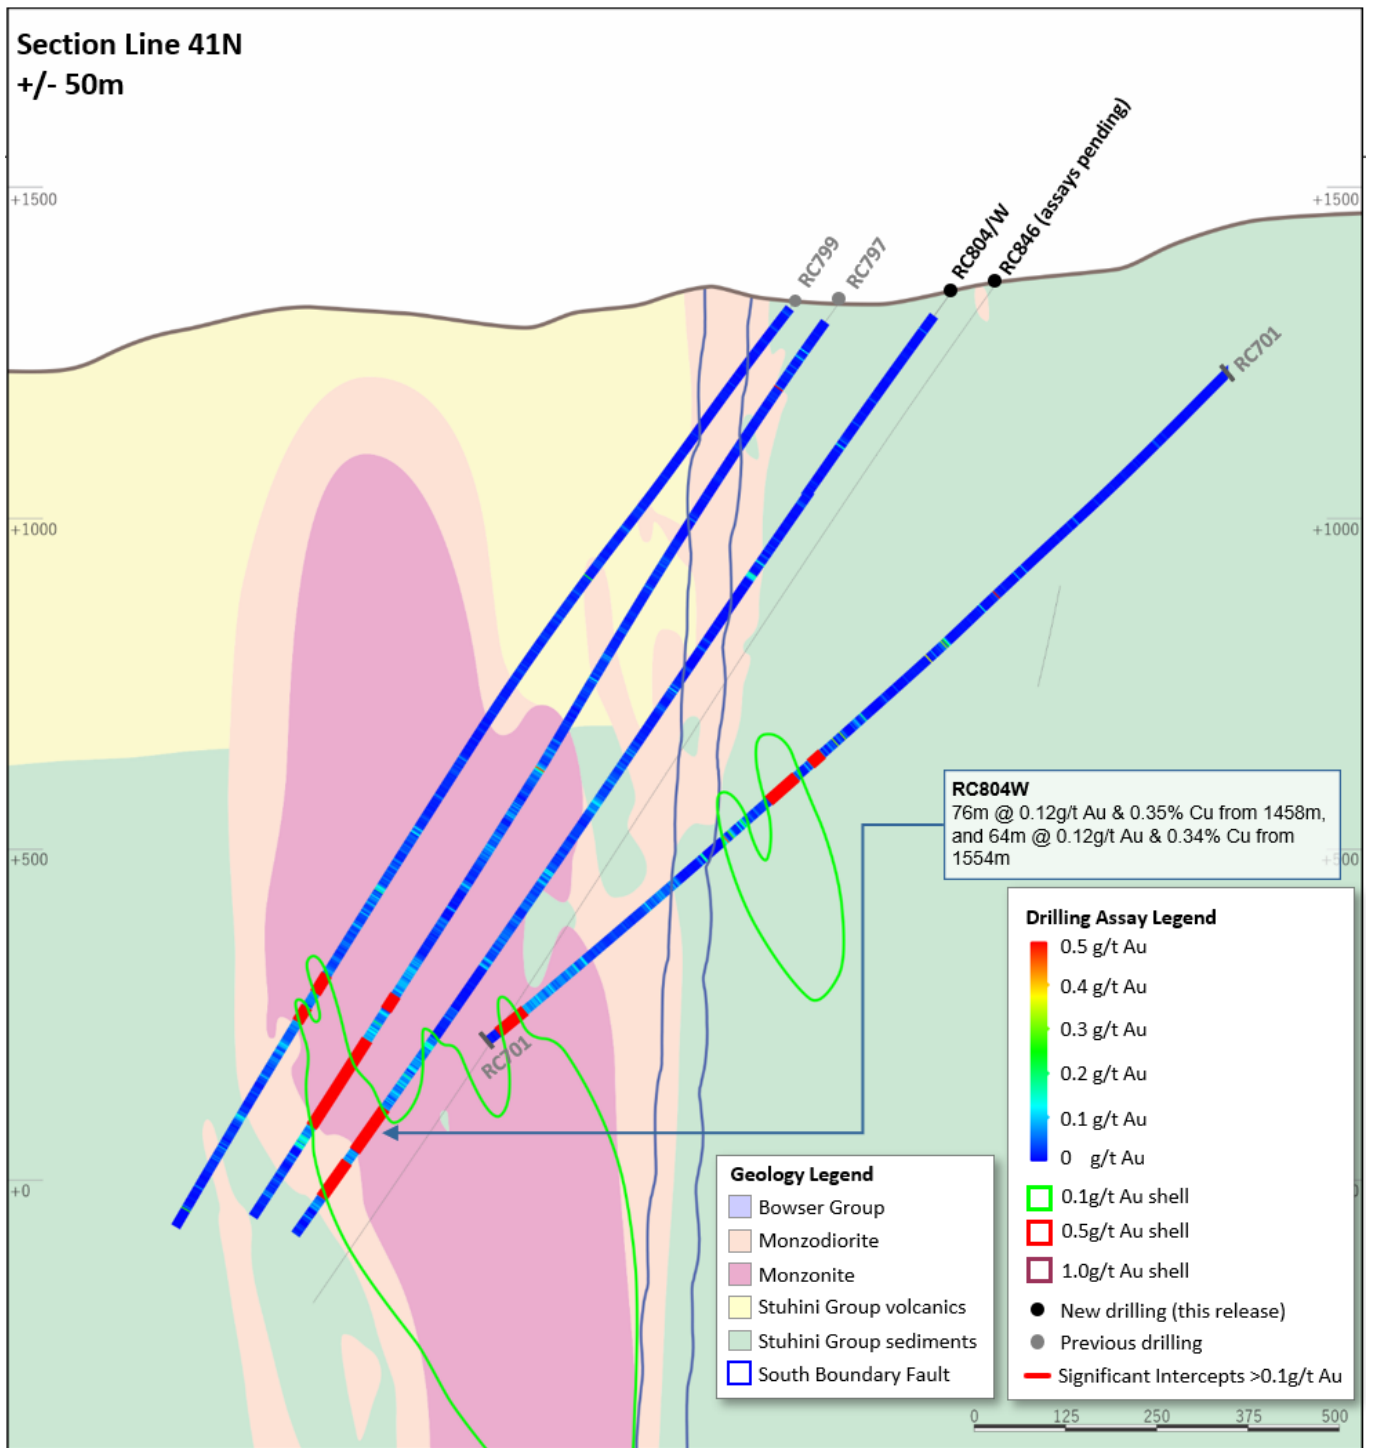 Section Line 41N
+/- 50m
RC846 (assays pending)
RC804/W
RC799
RC797
+1500
+1500
RC701
+1000
+1000
RC804W
76m @ 0.12g/t Au & 0.35% Cu from 1458m,
and 64m @ 0.12g/t Au & 0.34% Cu from
1554m
+500
+500
RC701
Drilling Assay Legend
0.5 g/t Au
0.4 g/t Au
0.3 g/t Au
0.2 g/t Au
0.1 g/t Au
0 g/t Au
0.1g/t Au shell
0.5g/t Au shell
1.0g/t Au shell
New drilling (this release)
Previous drilling
Significant Intercepts >0.1g/t Au
+0
Geology Legend
Bowser Group
Monzodiorite
Monzonite
Stuhini Group volcanics
Stuhini Group sediments
South Boundary Fault
0 125 250 375 500